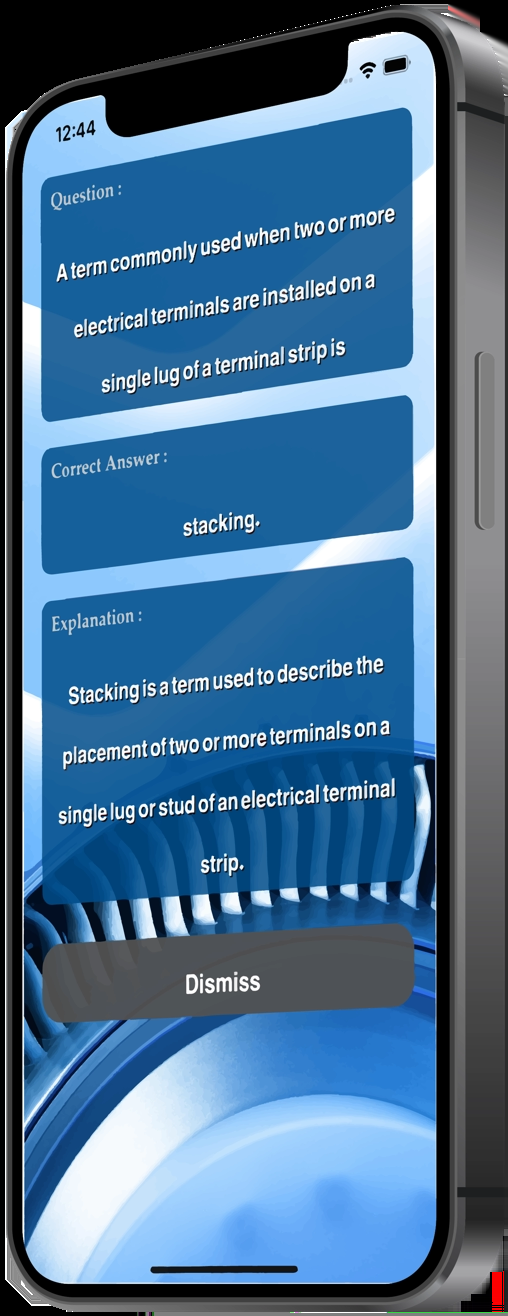 12:44
Question :
A term commonly used when two or more
electrical terminals are installed on a
single lug of a terminal strip is
Correct Answer :
stacking.
Explanation :
Stacking is a term used to describe the
placement of two or more terminals on a
single lug or stud of an electrical terminal
strip.
Dismiss